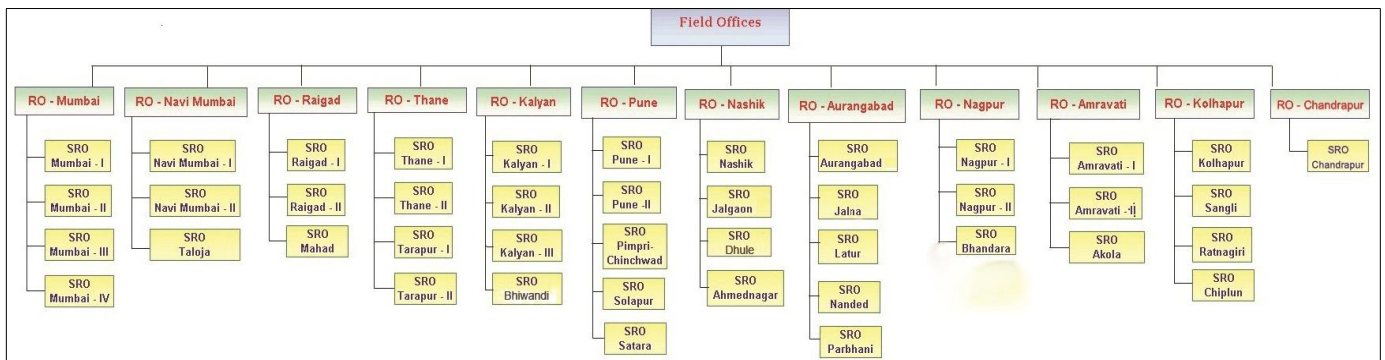 Field Offices
RO - Mumbai
SRO
Mumbai - I
SRO
Mumbai - II
SRO
Mumbai - III
SRO
Mumbai - IV
RO - Navi Mumbai
SRO
Navi Mumbai - I
SRO
Navi Mumbai - II
SRO
Taloja
RO - Raigad
SRO
Raigad - I
SRO
Raigad - II
SRO
Mahad
RO - Thane
SRO
Thane - I
SRO
Thane - II
SRO
Tarapur - I
SRO
Tarapur - II
RO - Kalyan
SRO
Kalyan - I
SRO
Kalyan - II
SRO
Kalyan - III
SRO
Bhiwandi
RO - Pune
SRO
Pune - I
SRO
Pune -II
SRO
Pimpri-
Chinchwad
SRO
Solapur
SRO
Satara
RO - Nashik
SRO
Nashik
SRO
Jalgaon
SRO
Dhule
SRO
Ahmednagar
RO - Aurangabad
SRO
Aurangabad
SRO
Jalna
SRO
Latur
SRO
Nanded
SRO
Parbhani
RO - Nagpur
SRO
Nagpur - I
SRO
Nagpur - II
SRO
Bhandara
RO - Amravati
SRO
Amravati - I
SRO
Amravati -II
SRO
Akola
RO - Kolhapur
SRO
Kolhapur
SRO
Sangli
SRO
Ratnagiri
SRO
Chiplun
RO - Chandrapur
SRO
Chandrapur